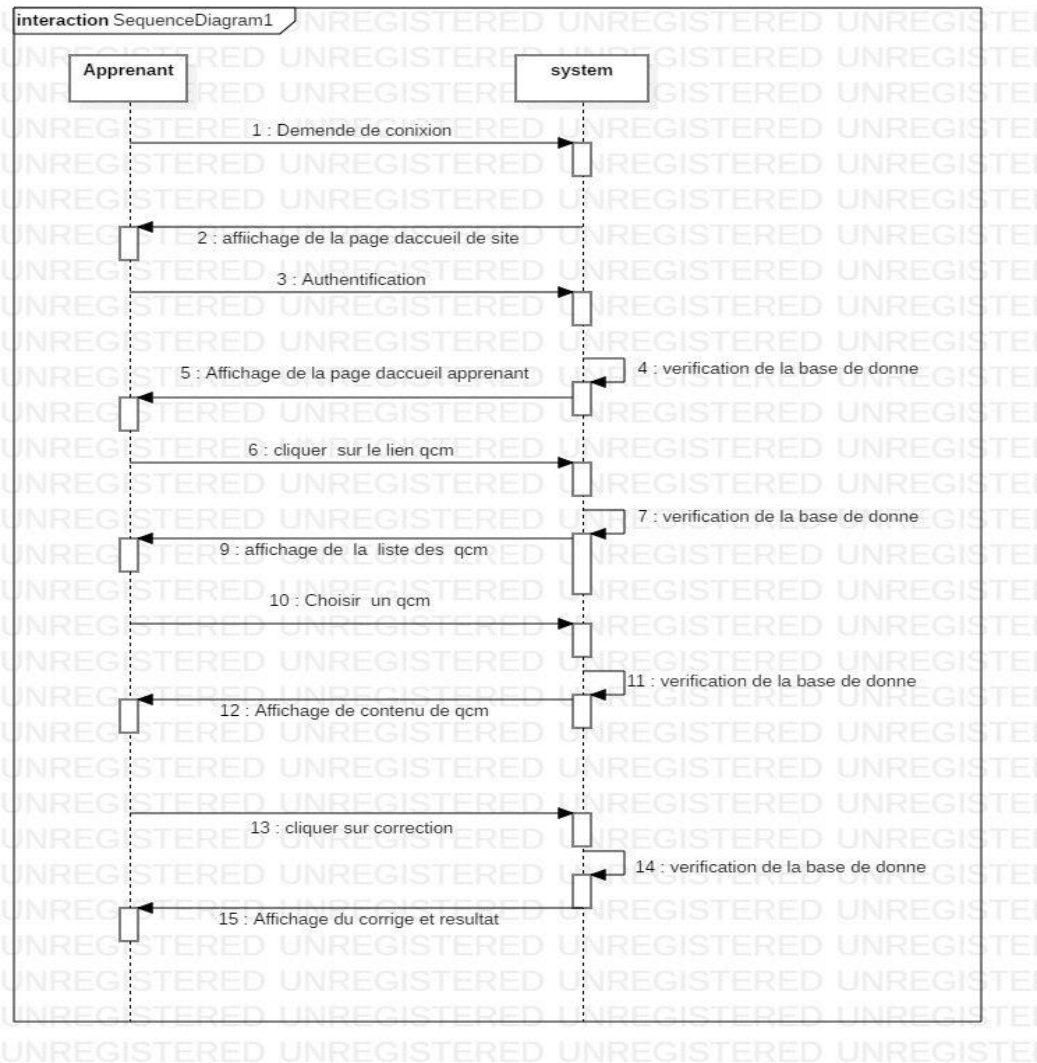 interaction SequenceDiagram1
Apprenant
system
1 : Demende de conixion
2 : affiichage de la page daccueil de site
3 : Authentification
4 : verification de la base de donne
5 : Affichage de la page daccueil apprenant
6 : cliquer sur le lien qcm
7 : verification de la base de donne
9 : affichage de la liste des qcm
10 : Choisir un qcm
11 : verification de la base de donne
12 : Affichage de contenu de qcm
13 : cliquer sur correction
14 : verification de la base de donne
15 : Affichage du corrige et resultat
UNREGISTERED